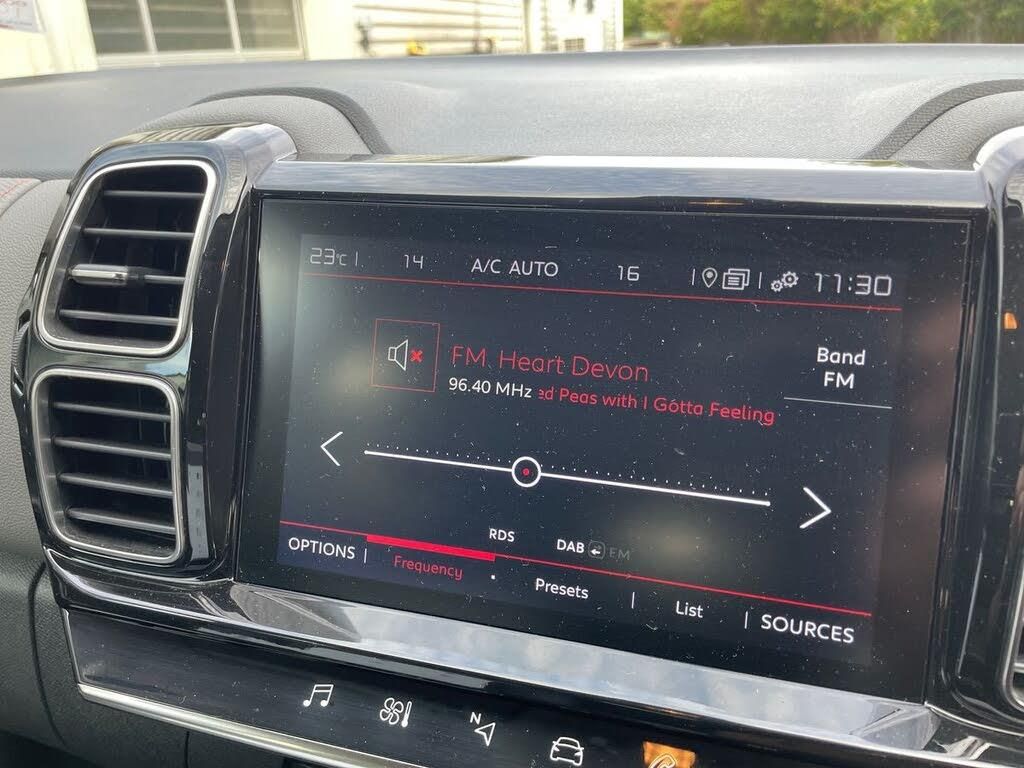 23°C | 14 A/C AUTO 16 | | 11:30
FM Heart Devon
96.40 MHz ed Peas with I Gotta Feeling
Band
FM
RDS DAB FM
OPTIONS | Frequency Presets | List | SOURCES
N